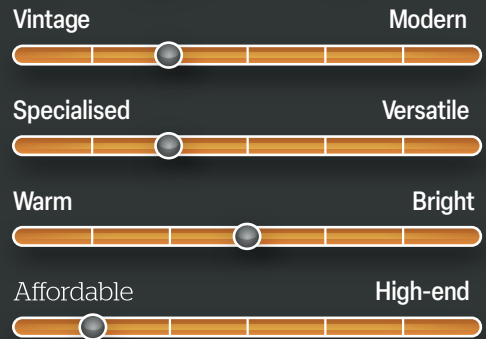 Vintage Modern
Specialised Versatile
Warm Bright
Affordable High-end